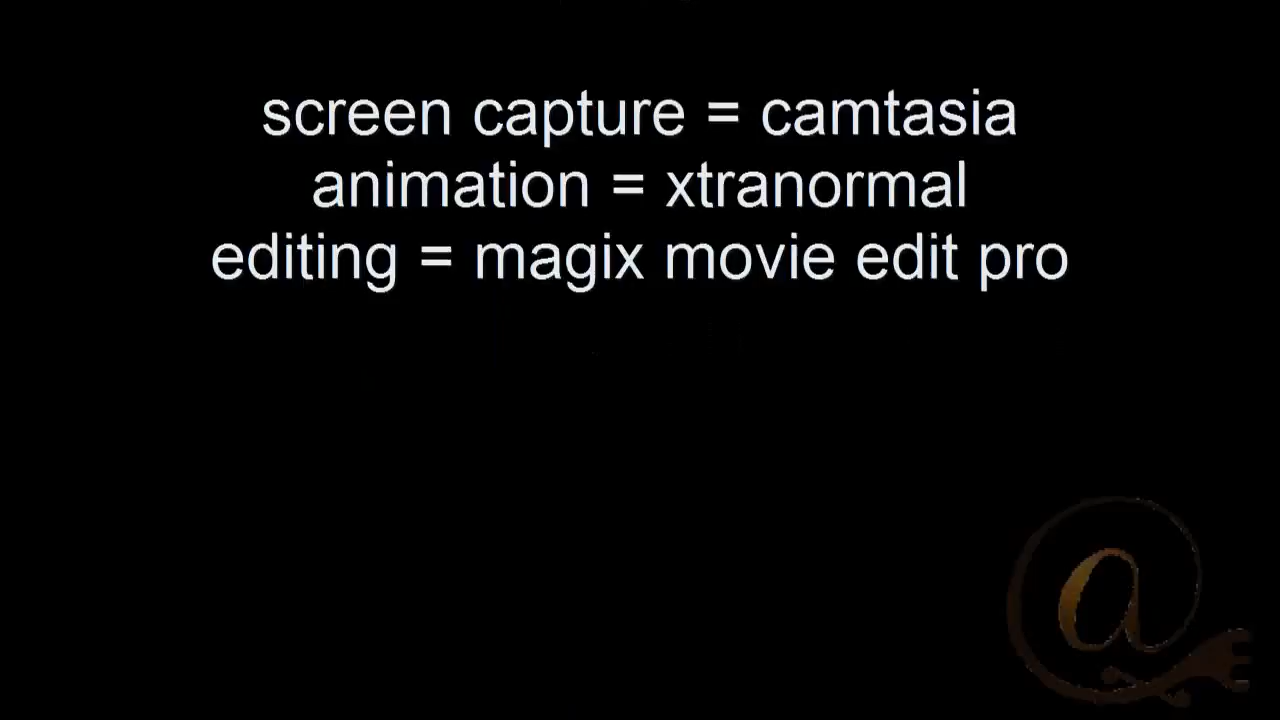 screen capture = camtasia
animation = xtranormal
editing = magix movie edit pro
a